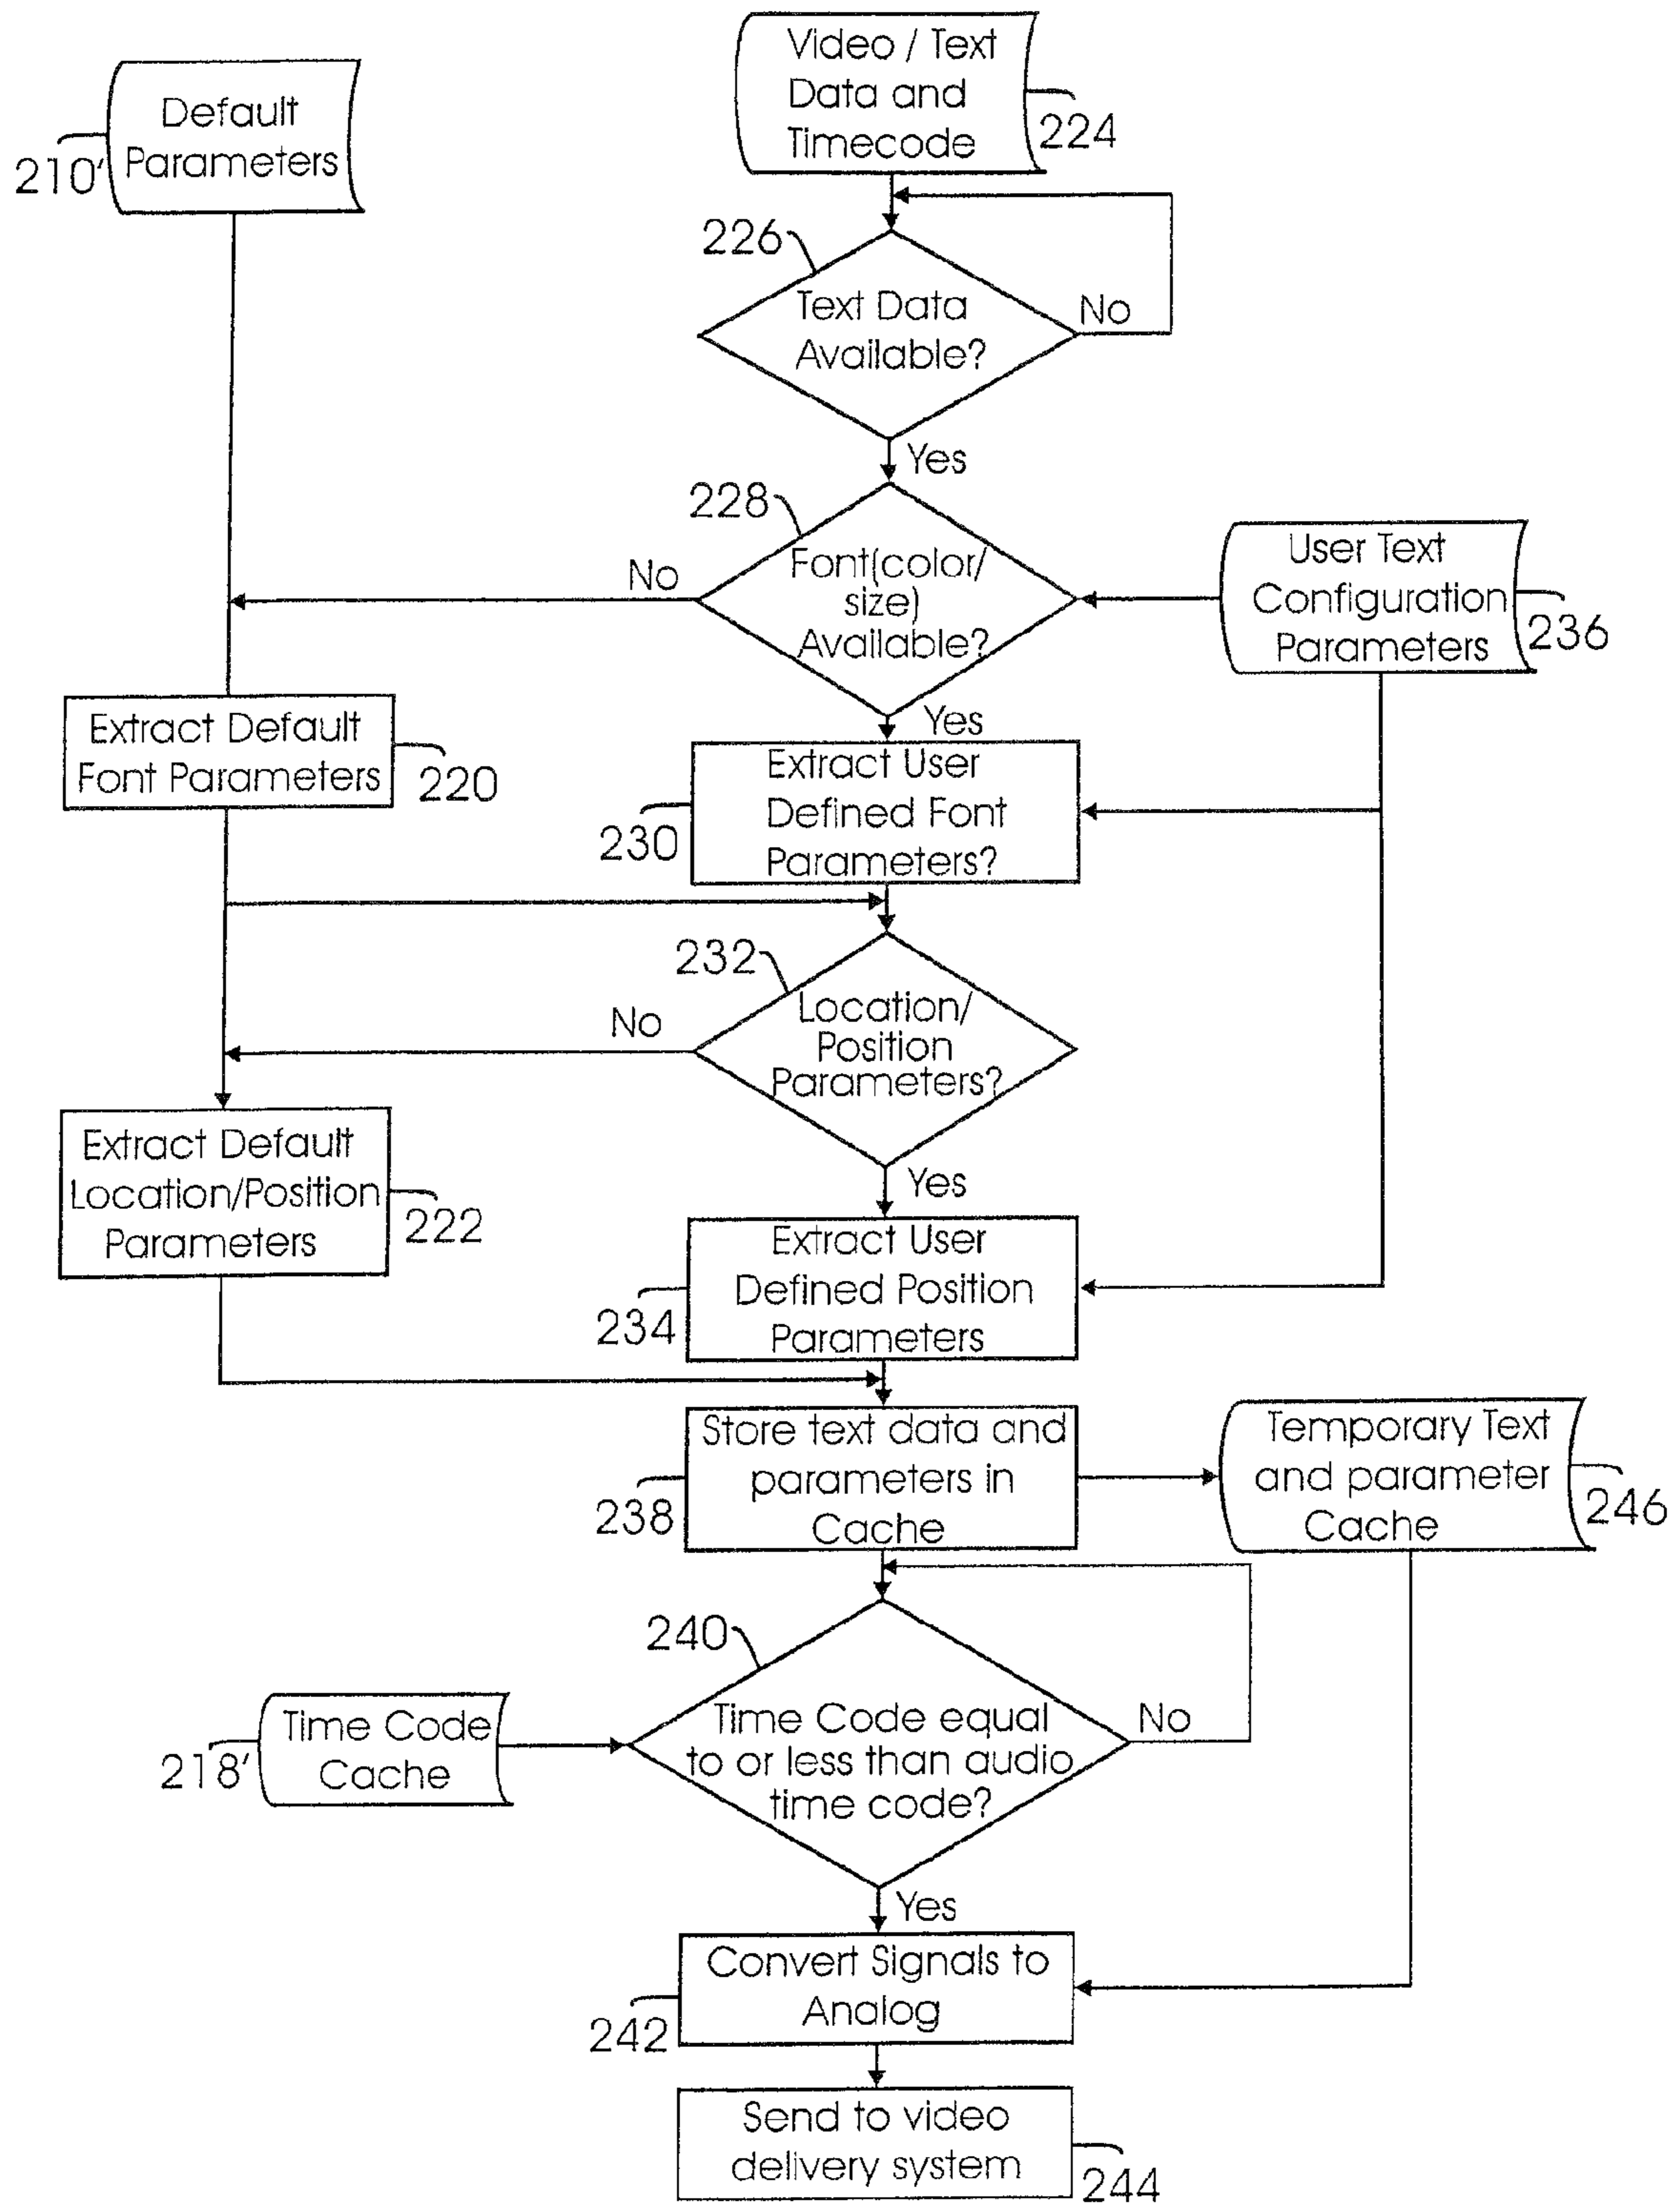 Video / Text
Data and
Timecode
224
Default
Parameters
210'
226
Text Data
Available?
No
Yes
228
Font(color/
size)
Available?
No
User Text
Configuration
Parameters
236
Yes
Extract Default
Font Parameters
220
Extract User
Defined Font
Parameters?
230
232
Location/
Position
Parameters?
No
Yes
Extract Default
Location/Position
Parameters
222
Extract User
Defined Position
Parameters
234
Store text data and
parameters in
Cache
238
Temporary Text
and parameter
Cache
246
240
Time Code equal
to or less than audio
time code?
No
Time Code
Cache
218'
Yes
Convert Signals to
Analog
242
Send to video
delivery system
244